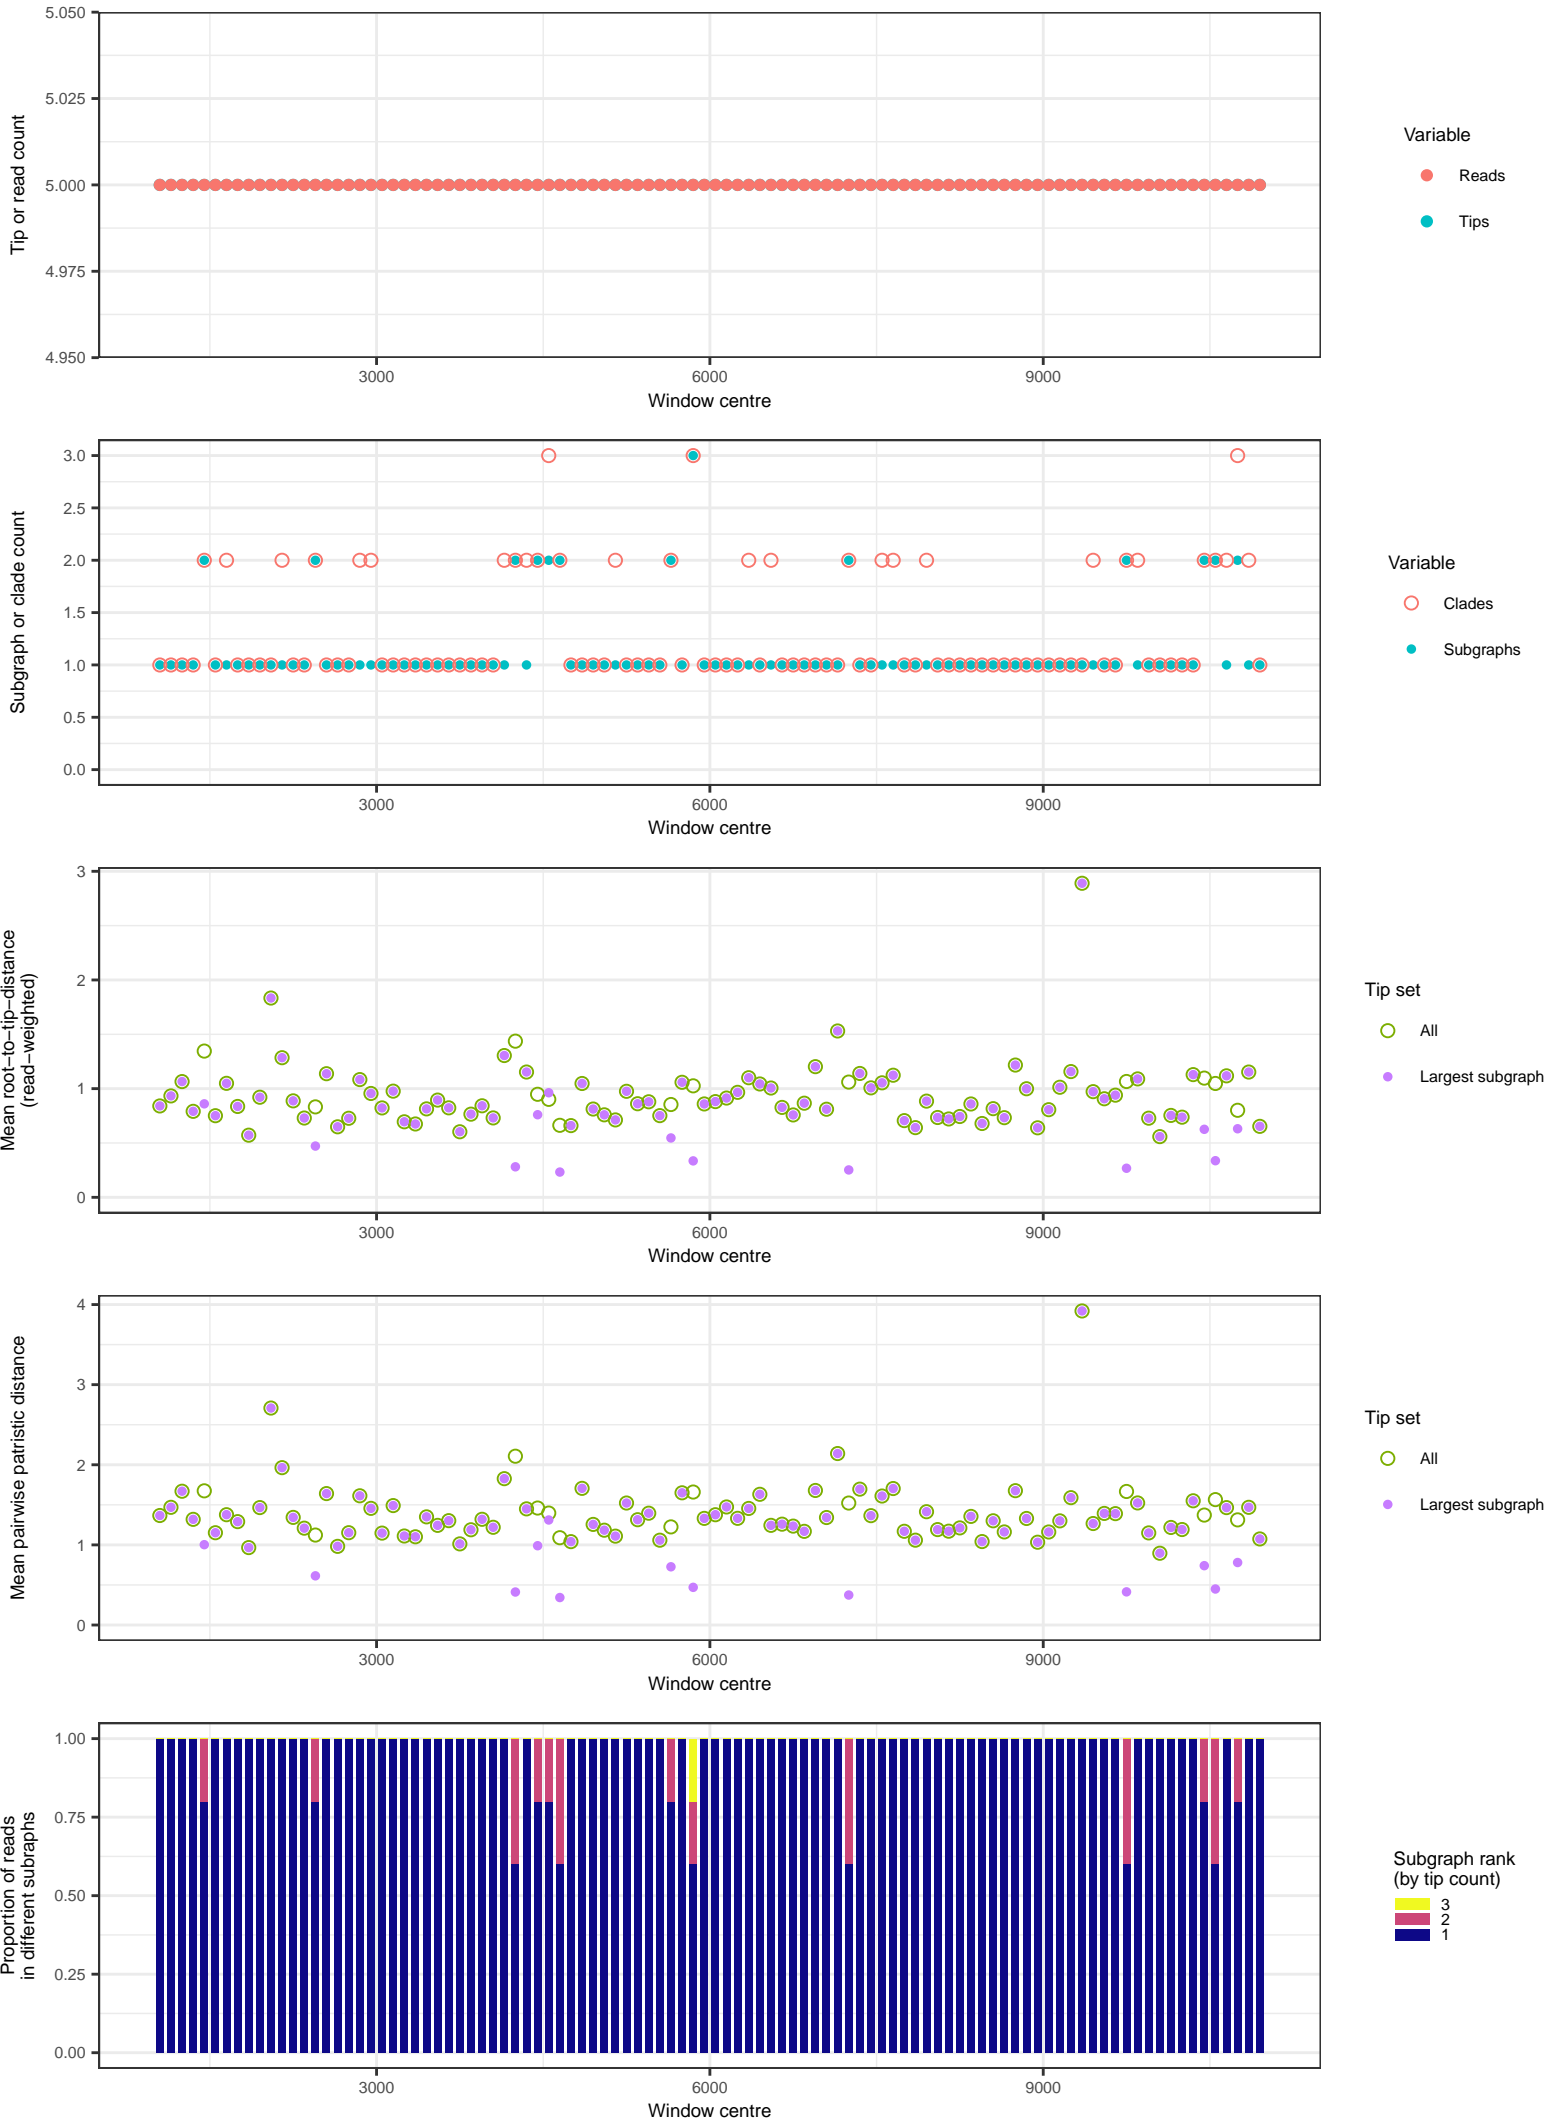 5.050
5.025
5.000
4.975
4.950
Tip or read count
3000
6000
9000
Window centre
Variable
Reads
Tips
3.0
2.5
2.0
1.5
1.0
0.5
0.0
Subgraph or clade count
3000
6000
9000
Window centre
Variable
Clades
Subgraphs
3
2
1
0
Mean root−to−tip−distance
(read−weighted)
3000
6000
9000
Window centre
Tip set
All
Largest subgraph
4
3
2
1
0
Mean pairwise patristic distance
3000
6000
9000
Window centre
Tip set
All
Largest subgraph
1.00
0.75
0.50
0.25
0.00
Proportion of reads
in different subraphs
3000
6000
9000
Window centre
Subgraph rank
(by tip count)
3
2
1